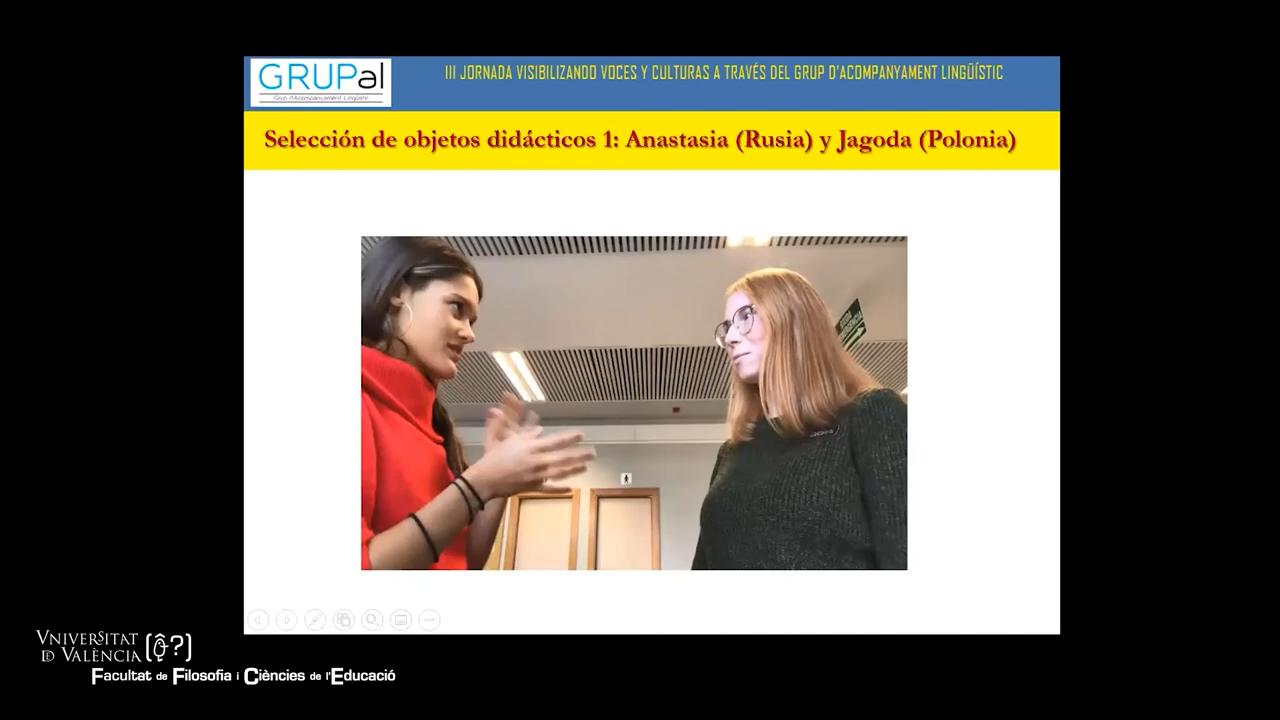 GRUPal
Grup d'Acompanyament Lingüístic
III JORNADA VISIBILIZANDO VOCES Y CULTURAS A TRAVÉS DEL GRUP D'ACOMPANYAMENT LINGÜÍSTIC
Selección de objetos didácticos 1: Anastasia (Rusia) y Jagoda (Polonia)
VNIVERSITAT
D VALÈNCIA
Facultat de Filosofia i Ciències de l'Educació